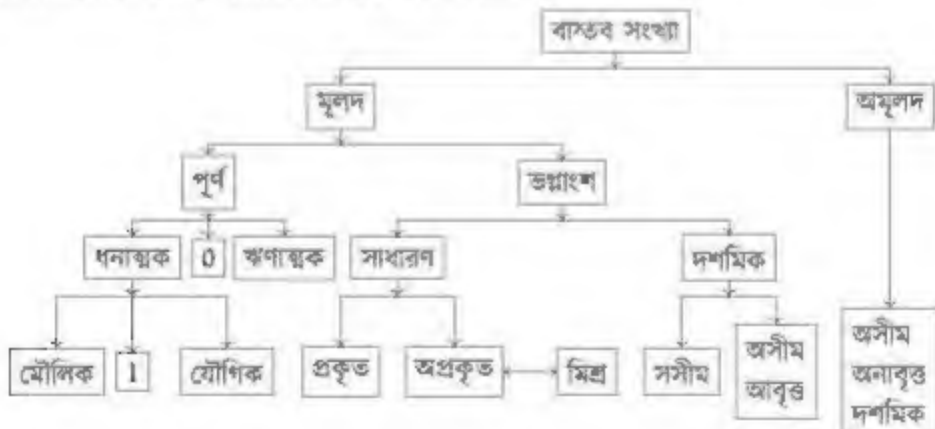 বাস্তব সংখ্যা
মূলদ
অমূলদ
পূর্ণ
ভগ্নাংশ
ধনাত্মক
0
ঋণাত্মক
সাধারণ
দশমিক
মৌলিক
1
যৌগিক
প্রকৃত
অপ্রকৃত
মিশ্র
সসীম
অসীম
আবৃত্ত
অসীম
অনাবৃত্ত
দশমিক